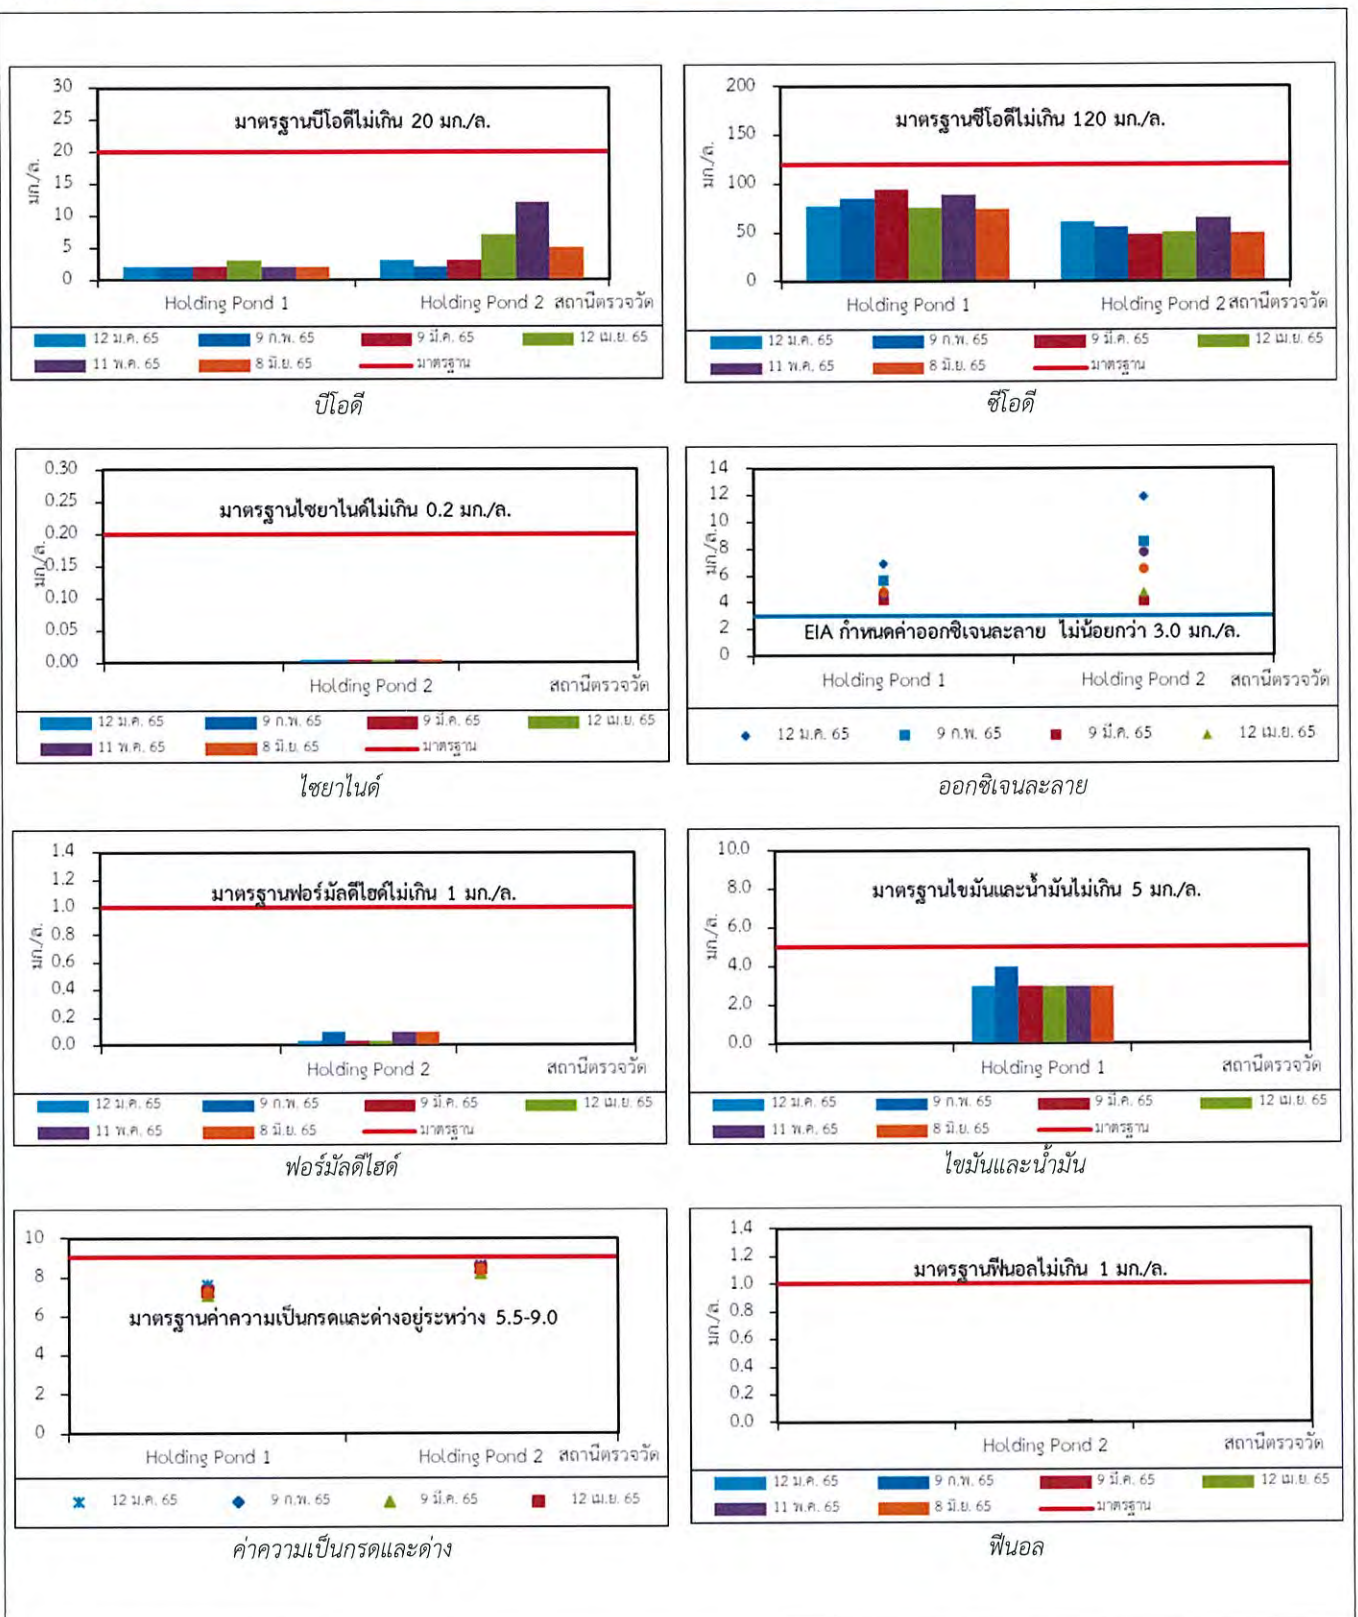 30
25
20
15
10
5
0
มก./ล.
มาตรฐานบีโอดีไม่เกิน 20 มก./ล.
Holding Pond 1
Holding Pond 2
สถานีตรวจวัด
12 ม.ค. 65
9 ก.พ. 65
9 มี.ค. 65
12 เม.ย. 65
11 พ.ค. 65
8 มิ.ย. 65
มาตรฐาน
บีโอดี
200
150
100
50
0
มก./ล.
มาตรฐานซีโอดีไม่เกิน 120 มก./ล.
Holding Pond 1
Holding Pond 2
สถานีตรวจวัด
12 ม.ค. 65
9 ก.พ. 65
9 มี.ค. 65
12 เม.ย. 65
11 พ.ค. 65
8 มิ.ย. 65
มาตรฐาน
ซีโอดี
0.30
0.25
0.20
0.15
0.10
0.05
0.00
มก./ล.
มาตรฐานไซยาไนด์ไม่เกิน 0.2 มก./ล.
Holding Pond 2
สถานีตรวจวัด
12 ม.ค. 65
9 ก.พ. 65
9 มี.ค. 65
12 เม.ย. 65
11 พ.ค. 65
8 มิ.ย. 65
มาตรฐาน
ไซยาไนด์
14
12
10
8
6
4
2
0
มก./ล.
EIA กำหนดค่าออกซิเจนละลาย ไม่น้อยกว่า 3.0 มก./ล.
Holding Pond 1
Holding Pond 2
สถานีตรวจวัด
12 ม.ค. 65
9 ก.พ. 65
9 มี.ค. 65
12 เม.ย. 65
ออกซิเจนละลาย
1.4
1.2
1.0
0.8
0.6
0.4
0.2
0.0
มก./ล.
มาตรฐานฟอร์มัลดีไฮด์ไม่เกิน 1 มก./ล.
Holding Pond 2
สถานีตรวจวัด
12 ม.ค. 65
9 ก.พ. 65
9 มี.ค. 65
12 เม.ย. 65
11 พ.ค. 65
8 มิ.ย. 65
มาตรฐาน
ฟอร์มัลดีไฮด์
10.0
8.0
6.0
4.0
2.0
0.0
มก./ล.
มาตรฐานไขมันและน้ำมันไม่เกิน 5 มก./ล.
Holding Pond 1
สถานีตรวจวัด
12 ม.ค. 65
9 ก.พ. 65
9 มี.ค. 65
12 เม.ย. 65
11 พ.ค. 65
8 มิ.ย. 65
มาตรฐาน
ไขมันและน้ำมัน
10
8
6
4
2
0
มาตรฐานค่าความเป็นกรดและด่างอยู่ระหว่าง 5.5-9.0
Holding Pond 1
Holding Pond 2
สถานีตรวจวัด
12 ม.ค. 65
9 ก.พ. 65
9 มี.ค. 65
12 เม.ย. 65
ค่าความเป็นกรดและด่าง
1.4
1.2
1.0
0.8
0.6
0.4
0.2
0.0
มก./ล.
มาตรฐานฟีนอลไม่เกิน 1 มก./ล.
Holding Pond 2
สถานีตรวจวัด
12 ม.ค. 65
9 ก.พ. 65
9 มี.ค. 65
12 เม.ย. 65
11 พ.ค. 65
8 มิ.ย. 65
มาตรฐาน
ฟีนอล